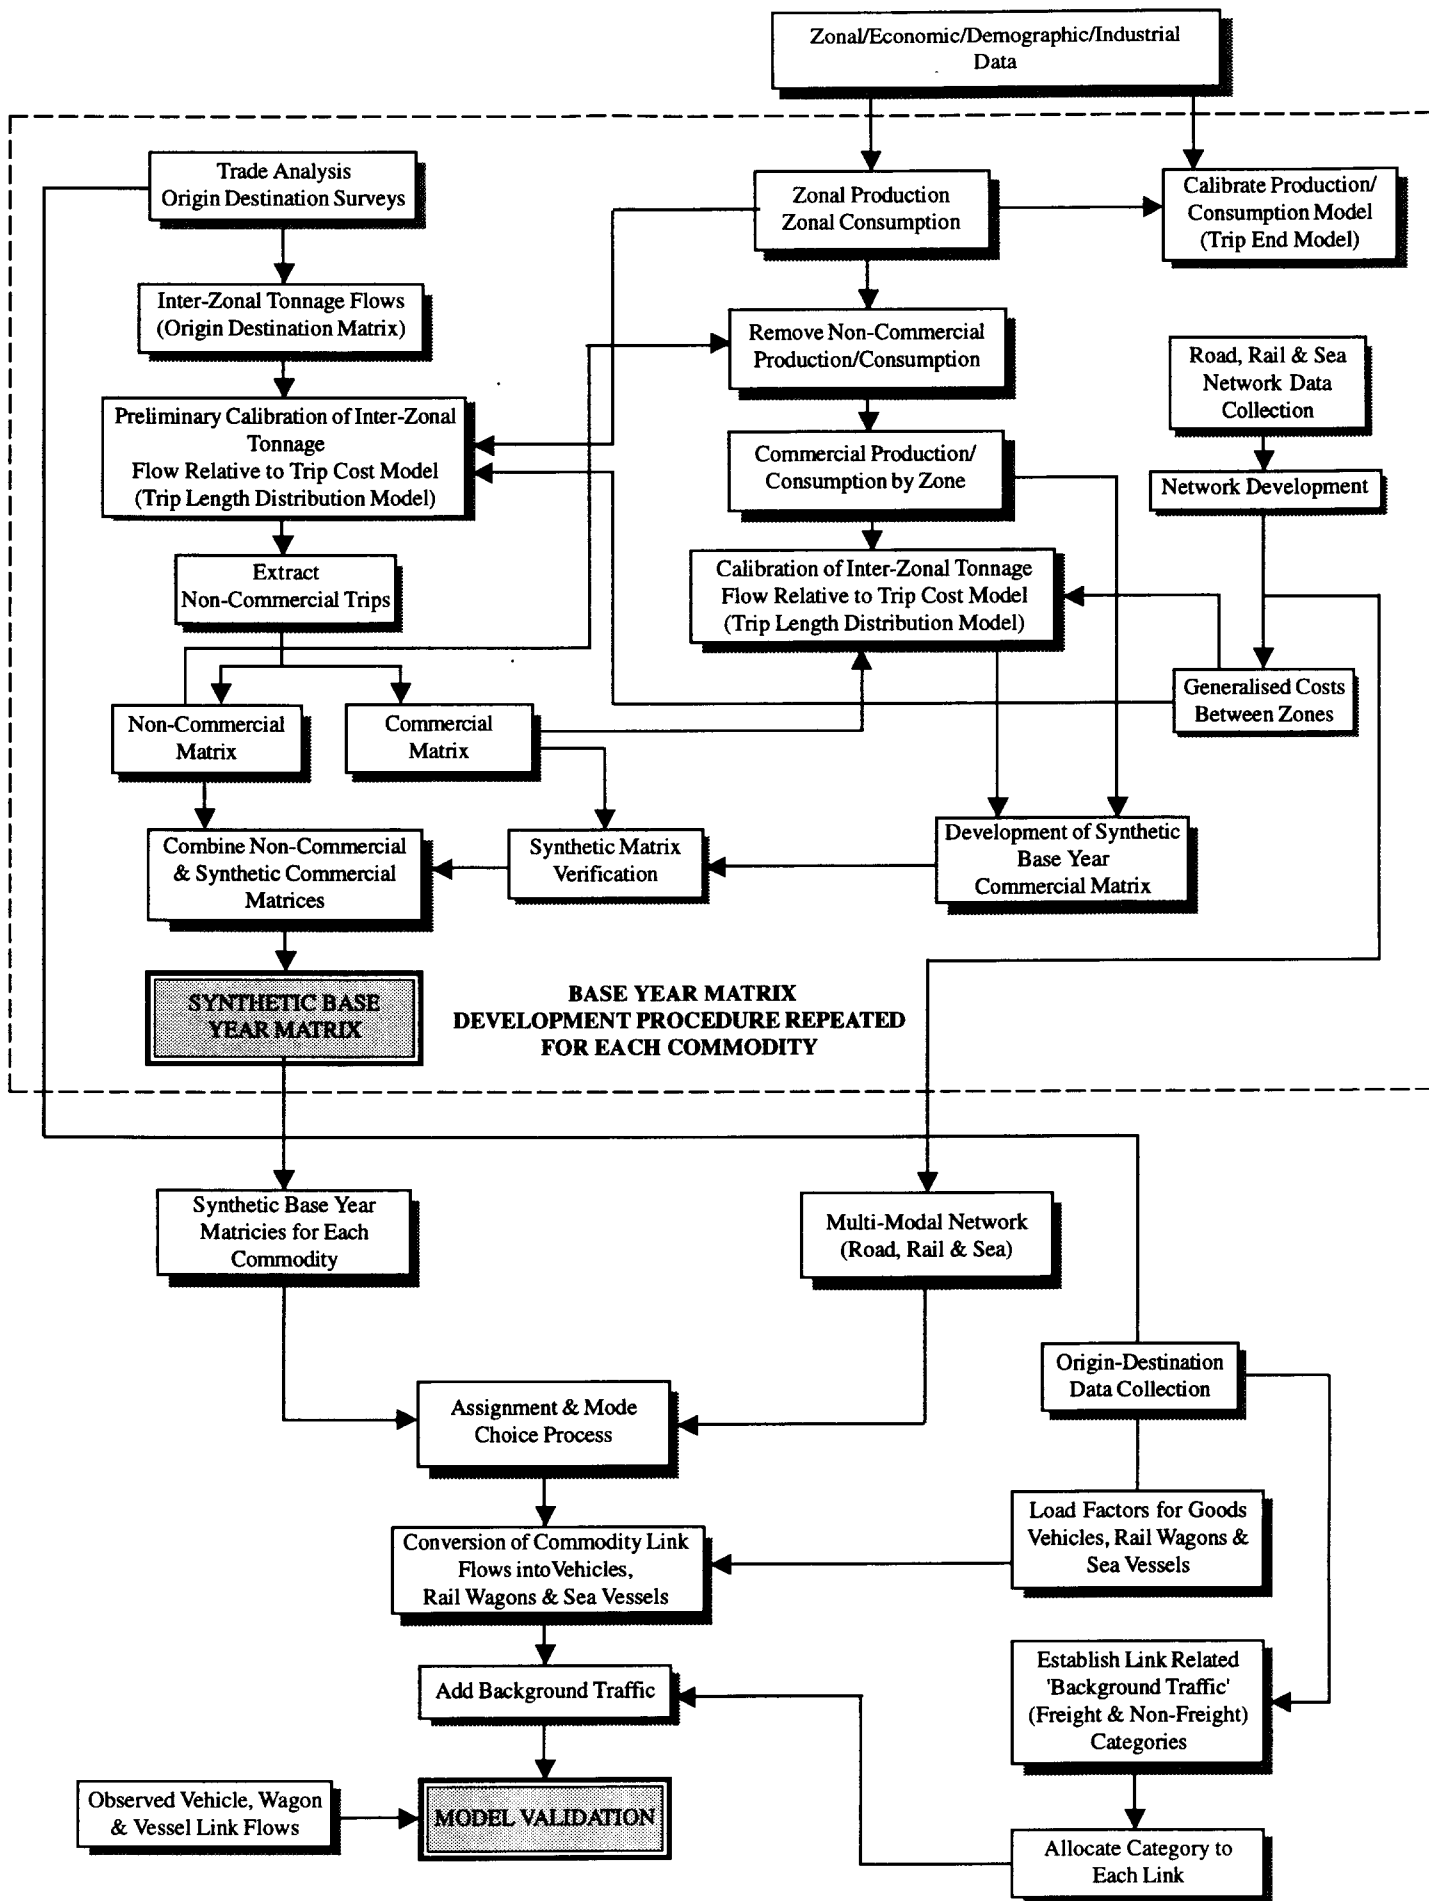 Zonal/Economic/Demographic/Industrial
Data
Trade Analysis
Origin Destination Surveys
Zonal Production
Zonal Consumption
Calibrate Production/
Consumption Model
(Trip End Model)
Inter-Zonal Tonnage Flows
(Origin Destination Matrix)
Remove Non-Commercial
Production/Consumption
Road, Rail & Sea
Network Data
Collection
Preliminary Calibration of Inter-Zonal
Tonnage
Flow Relative to Trip Cost Model
(Trip Length Distribution Model)
Commercial Production/
Consumption by Zone
Network Development
Extract
Non-Commercial Trips
Calibration of Inter-Zonal Tonnage
Flow Relative to Trip Cost Model
(Trip Length Distribution Model)
Non-Commercial
Matrix
Commercial
Matrix
Generalised Costs
Between Zones
Combine Non-Commercial
& Synthetic Commercial
Matrices
Synthetic Matrix
Verification
Development of Synthetic
Base Year
Commercial Matrix
SYNTHETIC BASE
YEAR MATRIX
BASE YEAR MATRIX
DEVELOPMENT PROCEDURE REPEATED
FOR EACH COMMODITY
Synthetic Base Year
Matricies for Each
Commodity
Multi-Modal Network
(Road, Rail & Sea)
Origin-Destination
Data Collection
Assignment & Mode
Choice Process
Load Factors for Goods
Vehicles, Rail Wagons &
Sea Vessels
Conversion of Commodity Link
Flows into Vehicles,
Rail Wagons & Sea Vessels
Establish Link Related
'Background Traffic'
(Freight & Non-Freight)
Categories
Add Background Traffic
Observed Vehicle, Wagon
& Vessel Link Flows
MODEL VALIDATION
Allocate Category to
Each Link